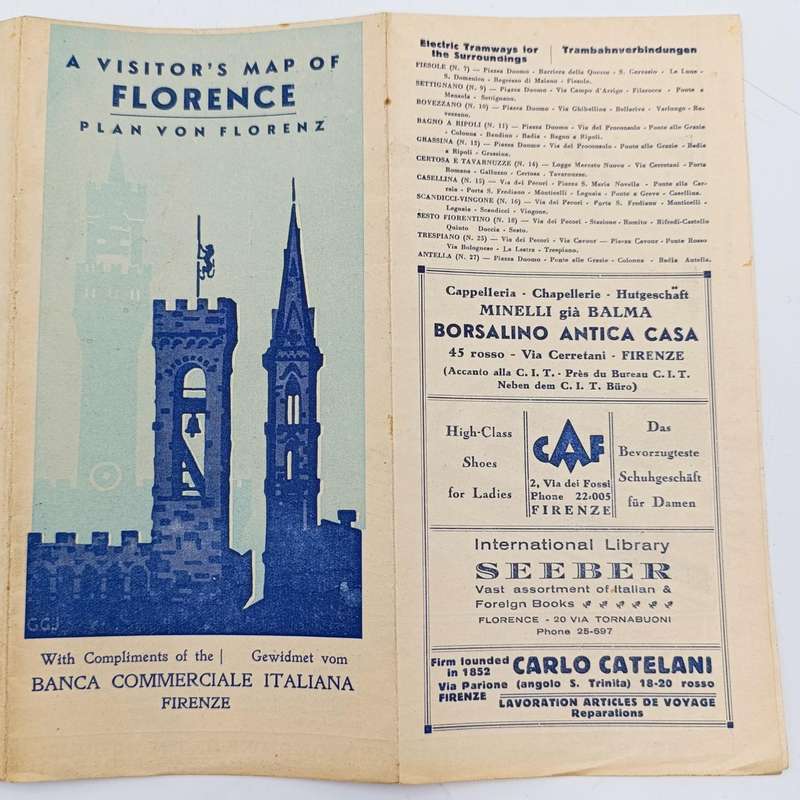 A VISITOR'S MAP OF
FLORENCE
PLAN VON FLORENZ
GGJ
With Compliments of the | Gewidmet vom
BANCA COMMERCIALE ITALIANA
FIRENZE
Electric Tramways for the Surroundings | Trambahnverbindungen
FIESOLE (N. 7) — Piazza Duomo - Barriera delle Quercе - S. Gervasio - Le Lune -
S. Domenico - Regresso di Maiano - Fiesole.
SETTIGNANO (N. 9) — Piazza Duomo - Via Campo d'Arrigo - Filarocca - Ponte a
Mensola - Settignano.
ROVEZZANO (N. 10) — Piazza Duomo - Via Ghibellina - Bellariva - Varlungo - Ro-
vezzano.
BAGNO A RIPOLI (N. 11) — Piazza Duomo - Via del Proconsolo - Ponte alle Grazie
- Colonna - Bandino - Badia - Bagno a Ripoli.
GRASSINA (N. 13) — Piazza Duomo - Via del Proconsolo - Ponte alle Grazie - Badia
a Ripoli - Grassina.
CERTOSA E TAVARNUZZE (N. 14) — Logge Mercato Nuovo - Via Cerretani - Porta
Romana - Galluzzo - Certosa - Tavarnuzze.
CASELLINA (N. 15) — Via dei Pecori - Piazza S. Maria Novella - Ponte alla Car-
raia - Porta S. Frediano - Monticelli - Legnaia - Ponte a Greve - Casellina.
SCANDICCI-VINGONE (N. 16) — Via dei Pecori - Porta S. Frediano - Monticelli -
Legnaia - Scandicci - Vingone.
SESTO FIORENTINO (N. 18) — Via dei Pecori - Stazione - Romito - Rifredi-Castello
Quinto Doccia - Sesto.
TRESPIANO (N. 25) — Via dei Pecori - Via Cavour - Piazza Cavour - Ponte Rosso
Via Bolognese - La Lastra - Trespiano.
ANTELLA (N. 27) — Piazza Duomo - Ponte alle Grazie - Colonna - Badia Antella.
Cappelleria - Chapellerie - Hutgeschäft
MINELLI già BALMA
BORSALINO ANTICA CASA
45 rosso - Via Cerretani - FIRENZE
(Accanto alla C. I. T. - Près du Bureau C. I. T.
Neben dem C. I. T. Büro)
High-Class
Shoes
for Ladies
CAF
2, Via dei Fossi
Phone 22-005
FIRENZE
Das
Bevorzugteste
Schuhgeschäft
für Damen
International Library
SEEBER
Vast assortment of Italian &
Foreign Books
FLORENCE - 20 VIA TORNABUONI
Phone 25-697
Firm founded in 1852 CARLO CATELANI
Via Parione (angolo S. Trinita) 18-20 rosso
FIRENZE LAVORATION ARTICLES DE VOYAGE
Reparations